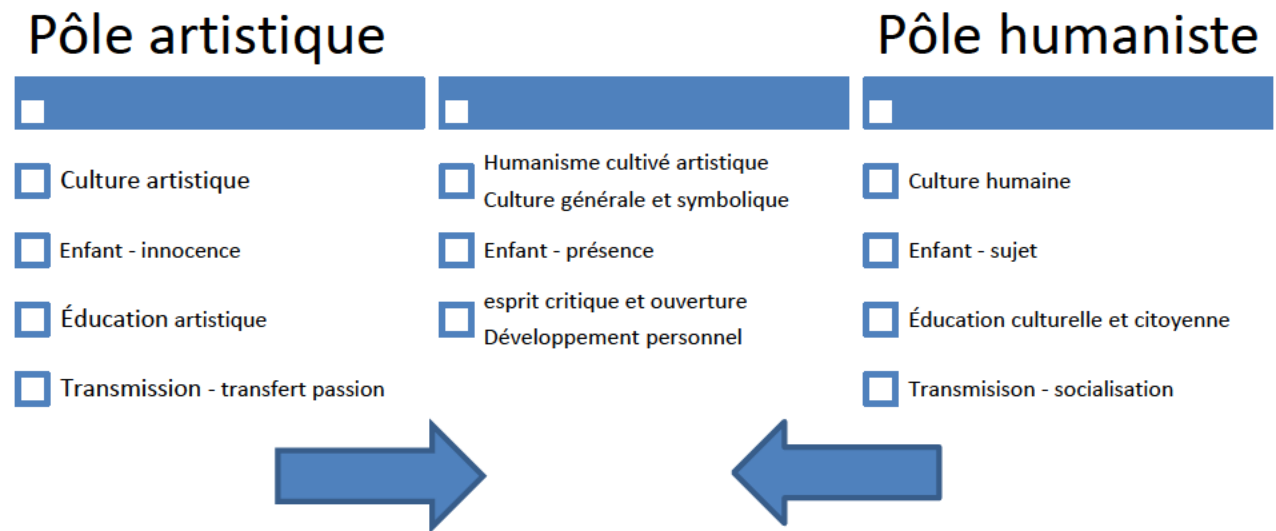 Pôle artistique
Culture artistique
Enfant - innocence
Éducation artistique
Transmission - transfert passion
Humanisme cultivé artistique
Culture générale et symbolique
Enfant - présence
esprit critique et ouverture
Développement personnel
Pôle humaniste
Culture humaine
Enfant - sujet
Éducation culturelle et citoyenne
Transmisison - socialisation